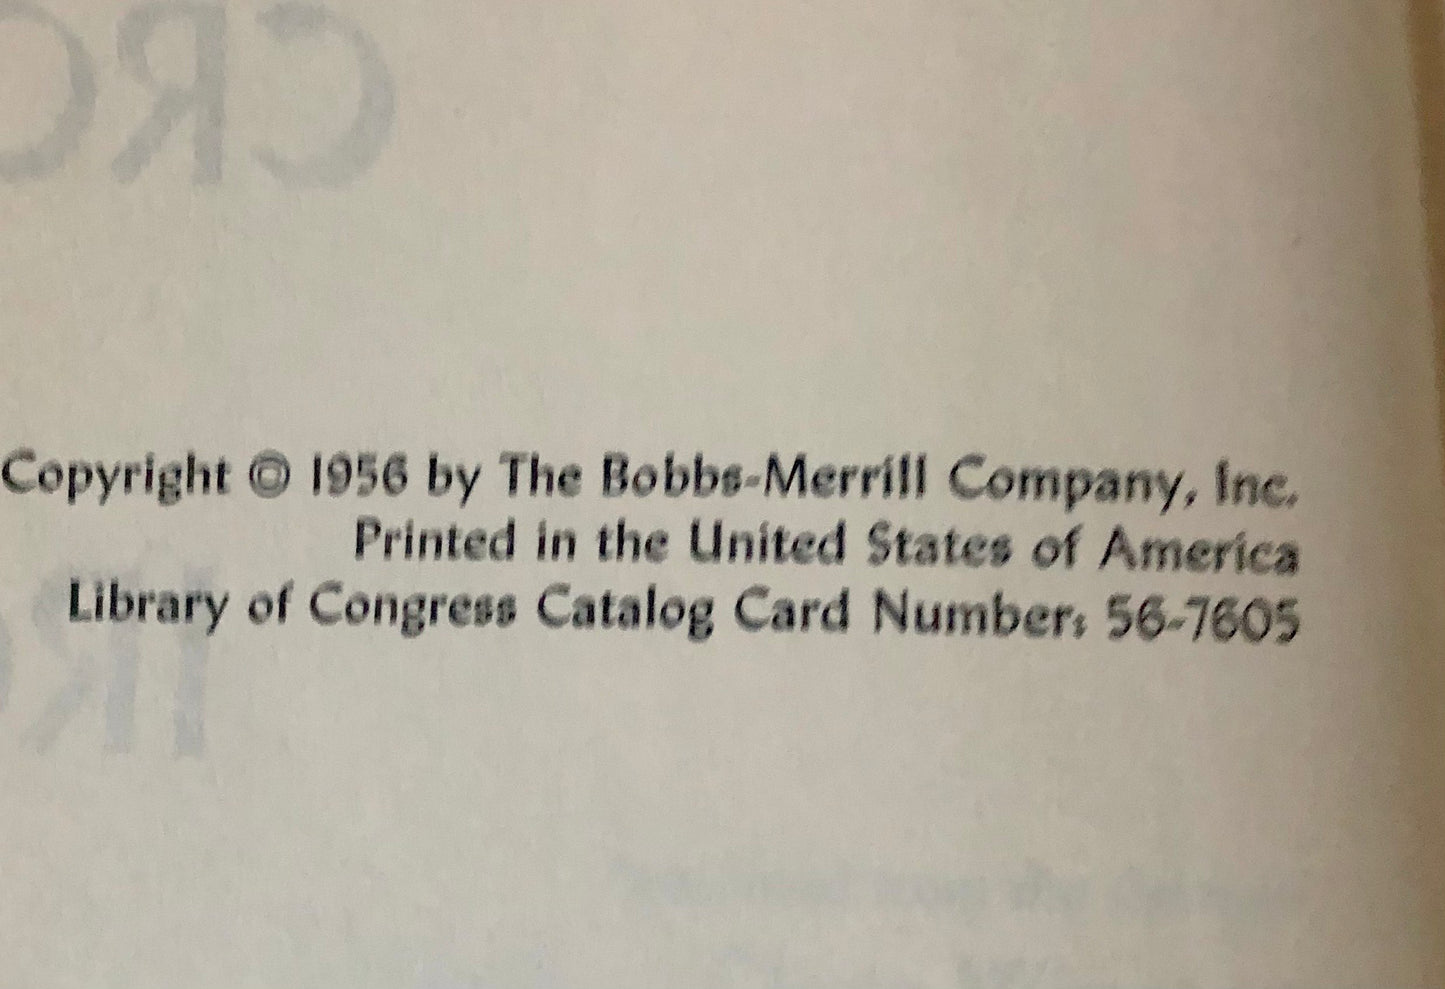 Copyright © 1956 by The Bobbs-Merrill Company, Inc.
Printed in the United States of America
Library of Congress Catalog Card Number: 56-7605